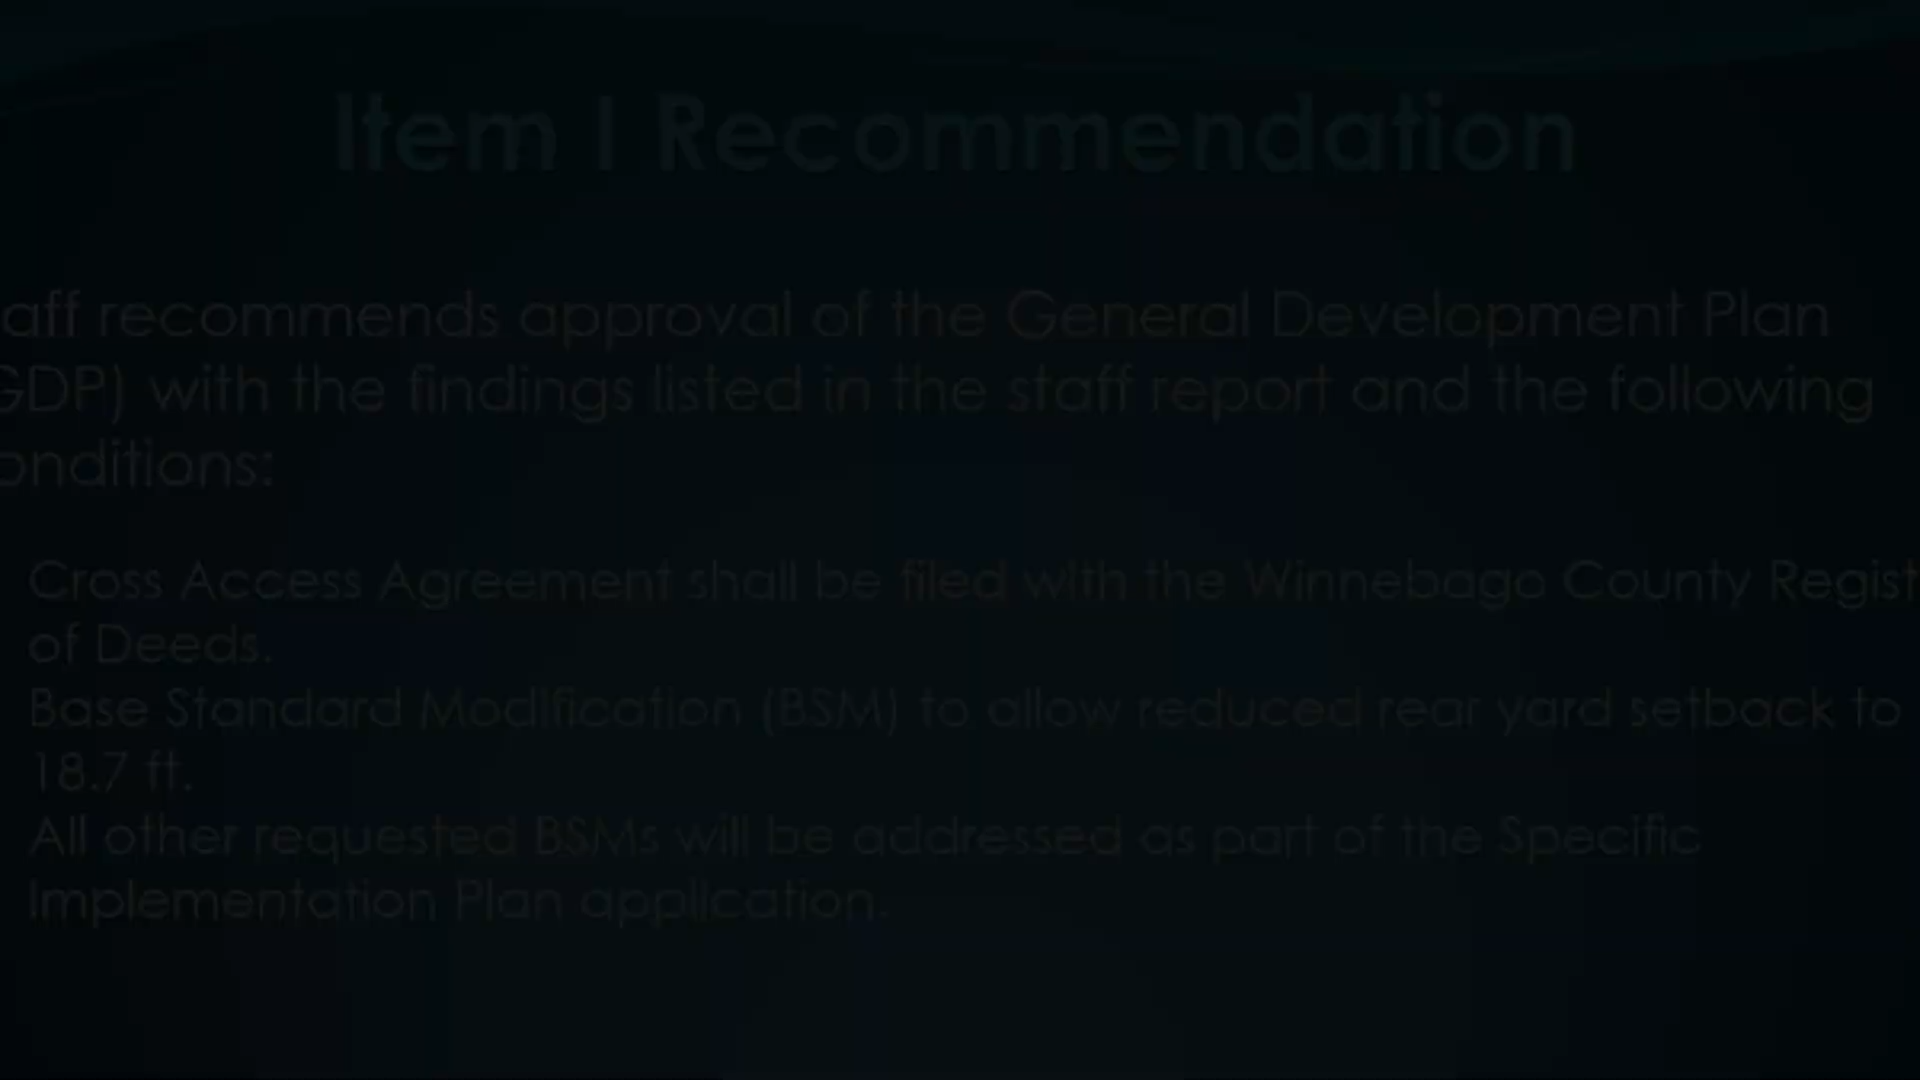 Item I Recommendation
aff recommends approval of the General Development Plan
GDP) with the findings listed in the staff report and the following
onditions:
Cross Access Agreement shall be filed with the Winnebago County Regist
of Deeds.
Base Standard Modification (BSM) to allow reduced rear yard setback to
18.7 ft.
All other requested BSMs will be addressed as part of the Specific
Implementation Plan application.